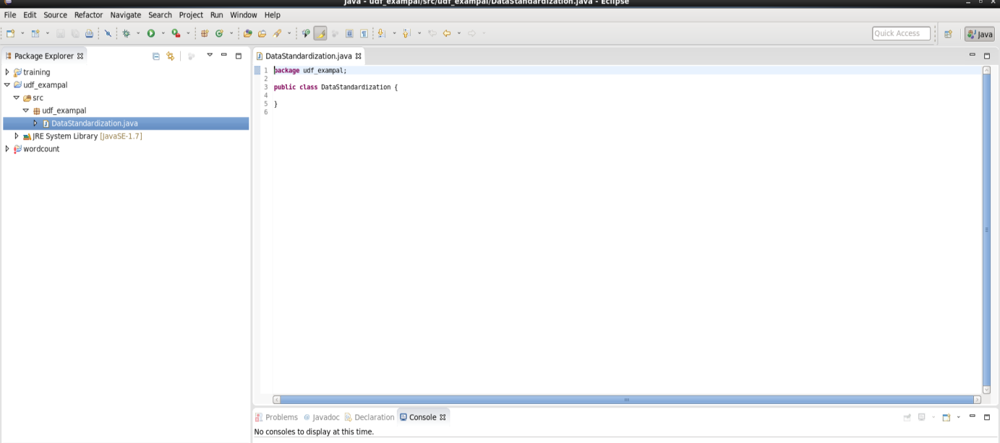 Java - udf_exampal/src/udf_exampal/DataStandardization.java - Eclipse
File Edit Source Refactor Navigate Search Project Run Window Help
Quick Access
Java
Package Explorer
training
udf_exampal
src
udf_exampal
DataStandardization.java
JRE System Library [JavaSE-1.7]
wordcount
DataStandardization.java
1 package udf_exampal;
2
3 public class DataStandardization {
4
5 }
6
Problems @ Javadoc Declaration Console
No consoles to display at this time.